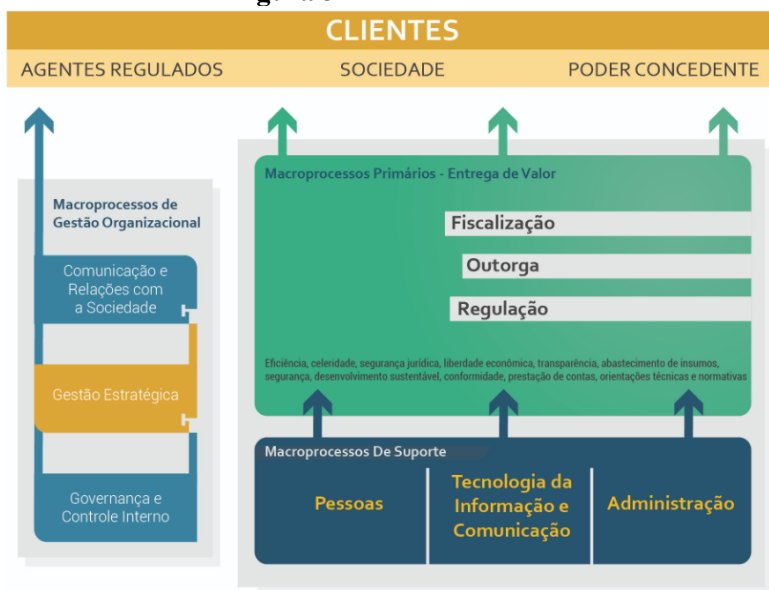 CLIENTES
AGENTES REGULADOS
SOCIEDADE
PODER CONCEDENTE
Macroprocessos de
Gestão Organizacional
Comunicação e
Relações com
a Sociedade
Gestão Estratégica
Governança e
Controle Interno
Macroprocessos Primários - Entrega de Valor
Fiscalização
Outorga
Regulação
Eficiência, celeridade, segurança jurídica, liberdade econômica, transparência, abastecimento de insumos,
segurança, desenvolvimento sustentável, conformidade, prestação de contas, orientações técnicas e normativas
Macroprocessos De Suporte
Pessoas
Tecnologia da
Informação e
Comunicação
Administração